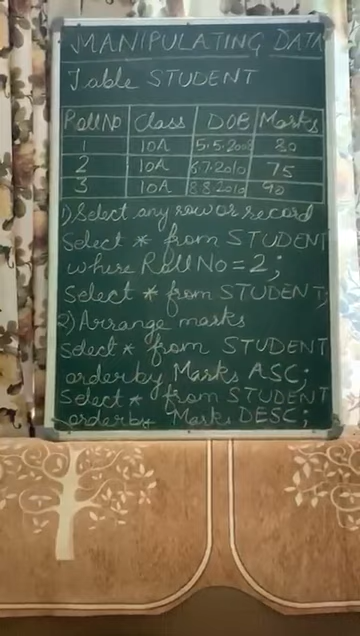 MANIPULATING DATA
Table STUDENT
RollNo Class DOB Marks
1 10A 5.5.2008 80
2 10A 6.7.2010 75
3 10A 8.8.2010 90
1) Select any row or record
Select * from STUDENT
where RollNo = 2;
Select * from STUDENT;
2) Arrange marks
Select * from STUDENT
orderby Marks ASC;
Select * from STUDENT
orderby Marks DESC;